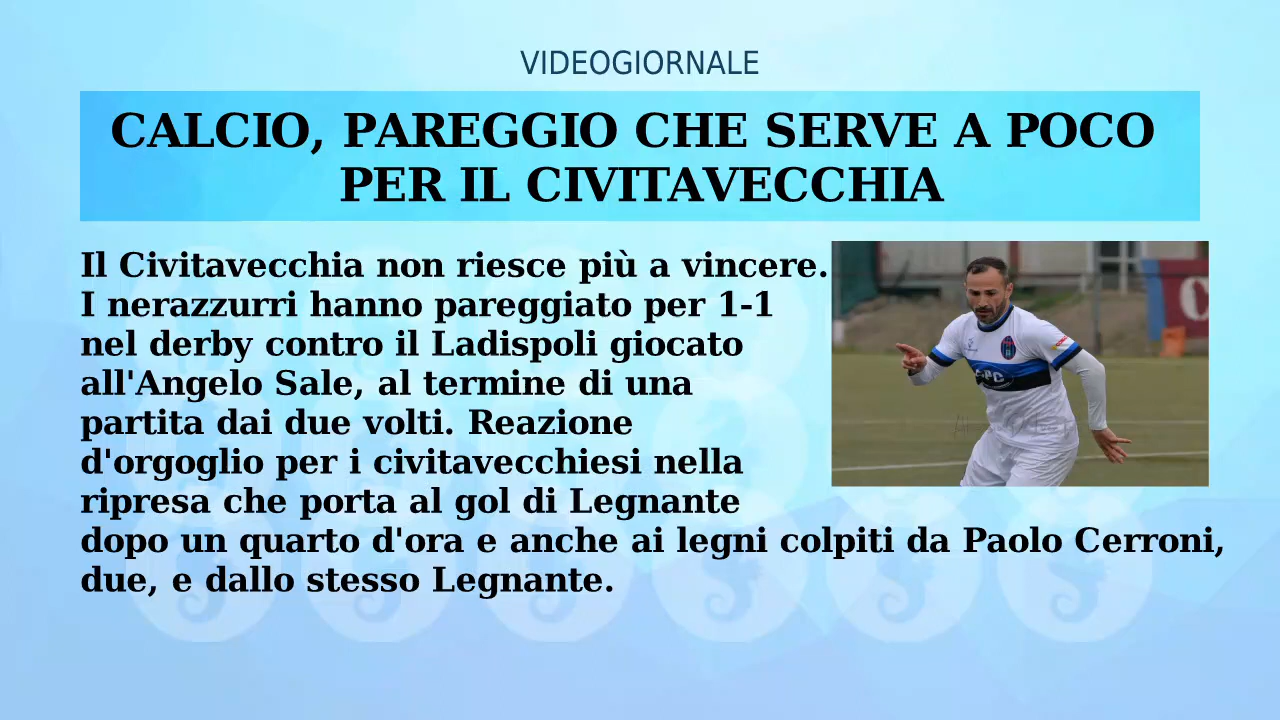 VIDEOGIORNALE
CALCIO, PAREGGIO CHE SERVE A POCO
PER IL CIVITAVECCHIA
Il Civitavecchia non riesce più a vincere.
I nerazzurri hanno pareggiato per 1-1
nel derby contro il Ladispoli giocato
all'Angelo Sale, al termine di una
partita dai due volti. Reazione
d'orgoglio per i civitavecchiesi nella
ripresa che porta al gol di Legnante
dopo un quarto d'ora e anche ai legni colpiti da Paolo Cerroni,
due, e dallo stesso Legnante.